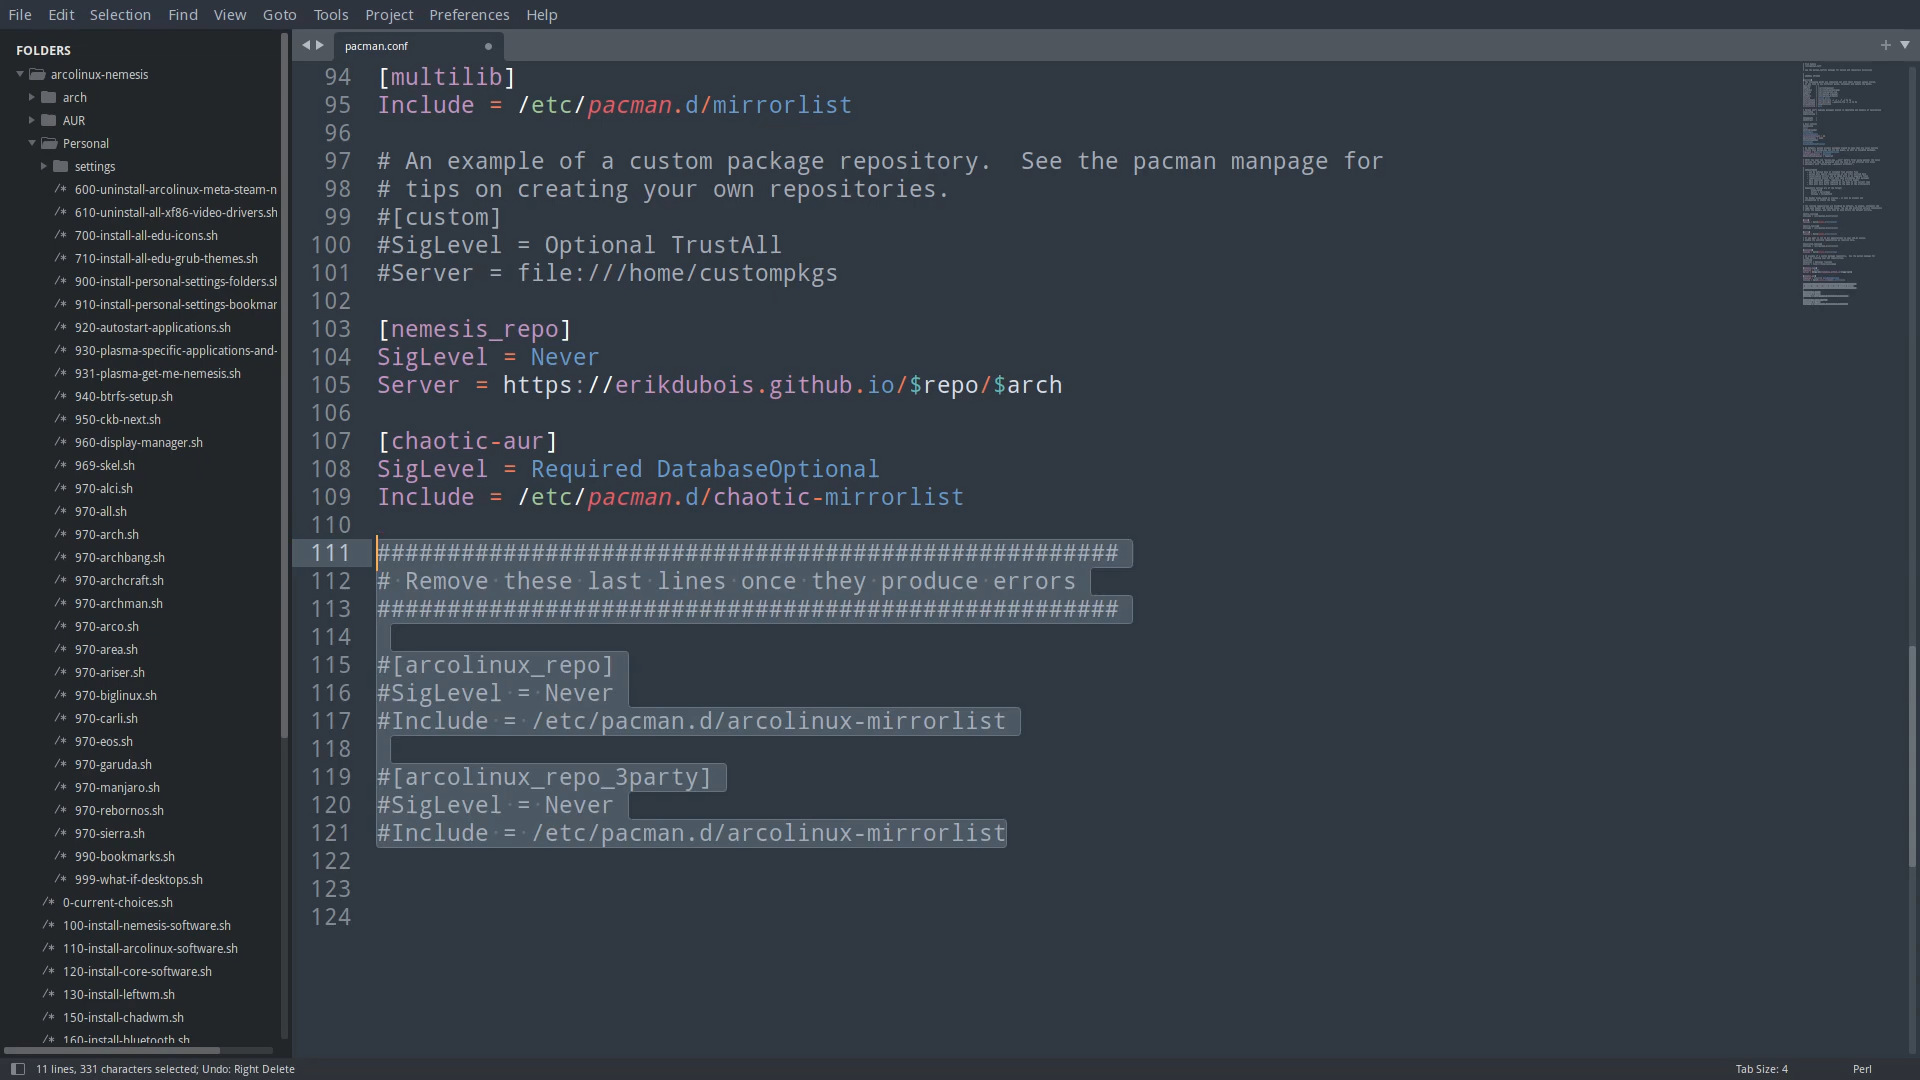 File Edit Selection Find View Goto Tools Project Preferences Help
FOLDERS
arcolinux-nemesis
arch
AUR
Personal
settings
/* 600-uninstall-arcolinux-meta-steam-n
/* 610-uninstall-all-xf86-video-drivers.sh
/* 700-install-all-edu-icons.sh
/* 710-install-all-edu-grub-themes.sh
/* 900-install-personal-settings-folders.sh
/* 910-install-personal-settings-bookmar
/* 920-autostart-applications.sh
/* 930-plasma-specific-applications-and-
/* 931-plasma-get-me-nemesis.sh
/* 940-btrfs-setup.sh
/* 950-ckb-next.sh
/* 960-display-manager.sh
/* 969-skel.sh
/* 970-alci.sh
/* 970-all.sh
/* 970-arch.sh
/* 970-archbang.sh
/* 970-archcraft.sh
/* 970-archman.sh
/* 970-arco.sh
/* 970-area.sh
/* 970-ariser.sh
/* 970-biglinux.sh
/* 970-carli.sh
/* 970-eos.sh
/* 970-garuda.sh
/* 970-manjaro.sh
/* 970-rebornos.sh
/* 970-sierra.sh
/* 990-bookmarks.sh
/* 999-what-if-desktops.sh
/* 0-current-choices.sh
/* 100-install-nemesis-software.sh
/* 110-install-arcolinux-software.sh
/* 120-install-core-software.sh
/* 130-install-leftwm.sh
/* 150-install-chadwm.sh
/* 160-install-bluetooth.sh
pacman.conf
94 [multilib]
95 Include = /etc/pacman.d/mirrorlist
96
97 # An example of a custom package repository.  See the pacman manpage for
98 # tips on creating your own repositories.
99 #[custom]
100 #SigLevel = Optional TrustAll
101 #Server = file:///home/custompkgs
102
103 [nemesis_repo]
104 SigLevel = Never
105 Server = https://erikdubois.github.io/$repo/$arch
106
107 [chaotic-aur]
108 SigLevel = Required DatabaseOptional
109 Include = /etc/pacman.d/chaotic-mirrorlist
110
111 #####################################################
112 # Remove these last lines once they produce errors
113 #####################################################
114
115 #[arcolinux_repo]
116 #SigLevel = Never
117 #Include = /etc/pacman.d/arcolinux-mirrorlist
118
119 #[arcolinux_repo_3party]
120 #SigLevel = Never
121 #Include = /etc/pacman.d/arcolinux-mirrorlist
122
123
124
11 lines, 331 characters selected; Undo: Right Delete
Tab Size: 4 Perl